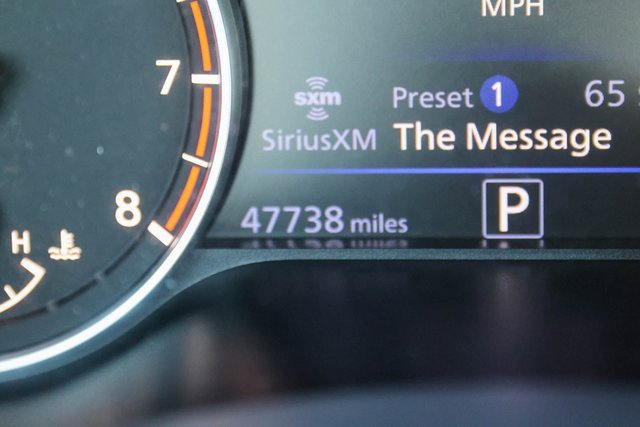 MPH
7
sxm
Preset 1 65
SiriusXM The Message
8
47738 miles P
H